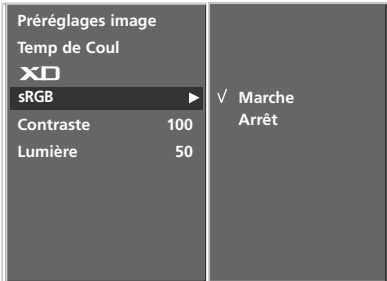 Préréglages image
Temp de Coul
XD
sRGB
Contraste 100
Lumière 50
√ Marche
Arrêt